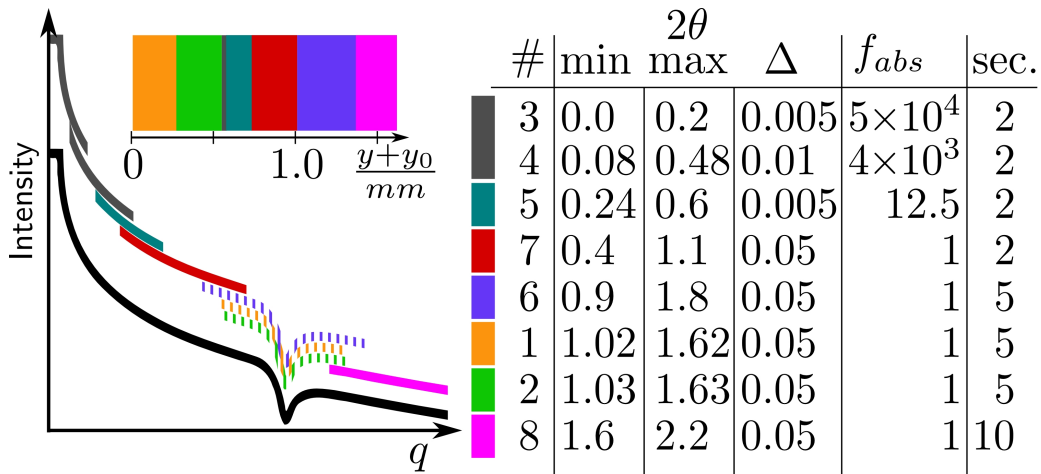 Intensity
0
1.0
y+y₀
mm
q
2θ
# min max Δ f_abs sec.
3 0.0 0.2 0.005 5×10⁴ 2
4 0.08 0.48 0.01 4×10³ 2
5 0.24 0.6 0.005 12.5 2
7 0.4 1.1 0.05 1 2
6 0.9 1.8 0.05 1 5
1 1.02 1.62 0.05 1 5
2 1.03 1.63 0.05 1 5
8 1.6 2.2 0.05 1 10